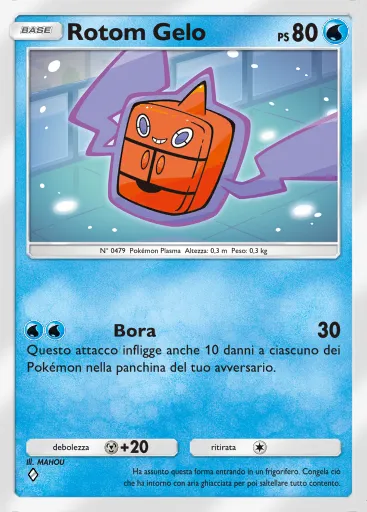 BASE Rotom Gelo PS 80
N° 0479 Pokémon Plasma Altezza: 0,3 m Peso: 0,3 kg
Bora 30
Questo attacco infligge anche 10 danni a ciascuno dei
Pokémon nella panchina del tuo avversario.
debolezza +20 ritirata
Ill. MAHOU
Ha assunto questa forma entrando in un frigorifero. Congela ciò
che ha intorno con aria ghiacciata per poi saltellare tutto contento.